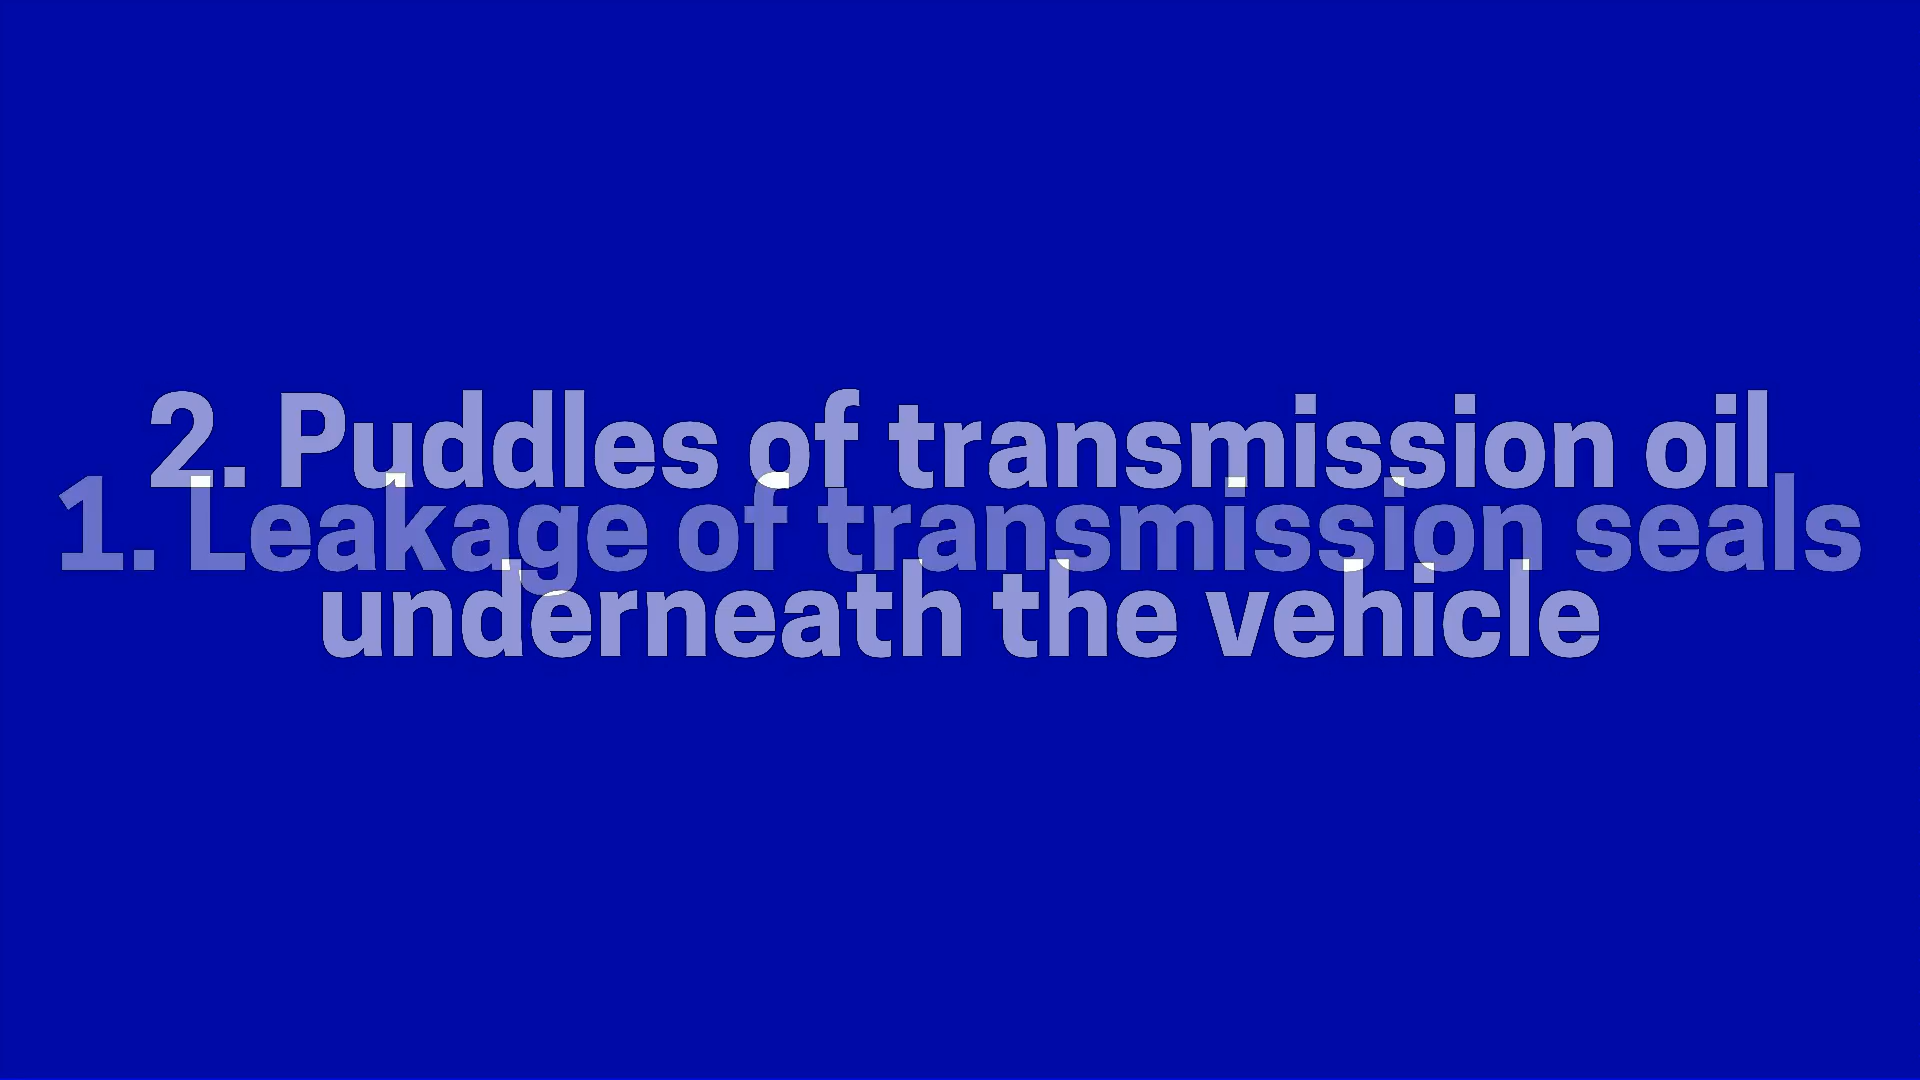 2. Puddles of transmission oil
1. Leakage of transmission seals
underneath the vehicle